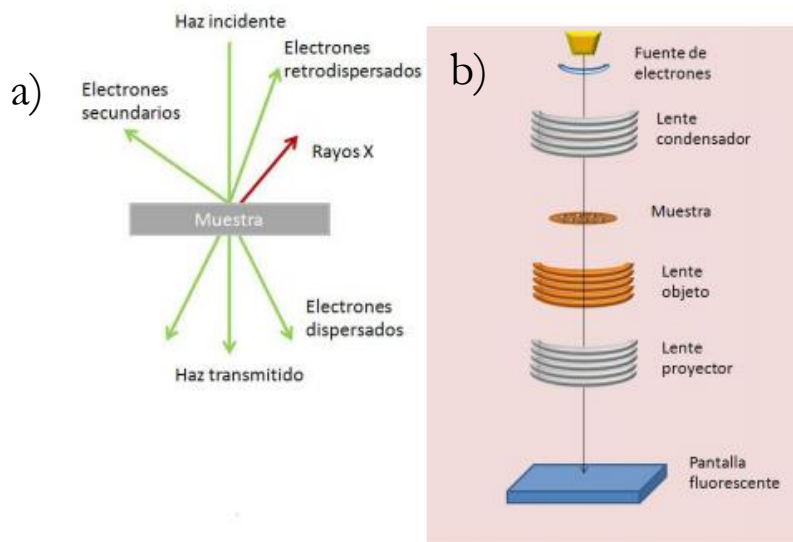 a)
Haz incidente
Electrones
retrodispersados
Electrones
secundarios
Rayos X
Muestra
Electrones
dispersados
Haz transmitido
b)
Fuente de
electrones
Lente
condensador
Muestra
Lente
objeto
Lente
proyector
Pantalla
fluorescente